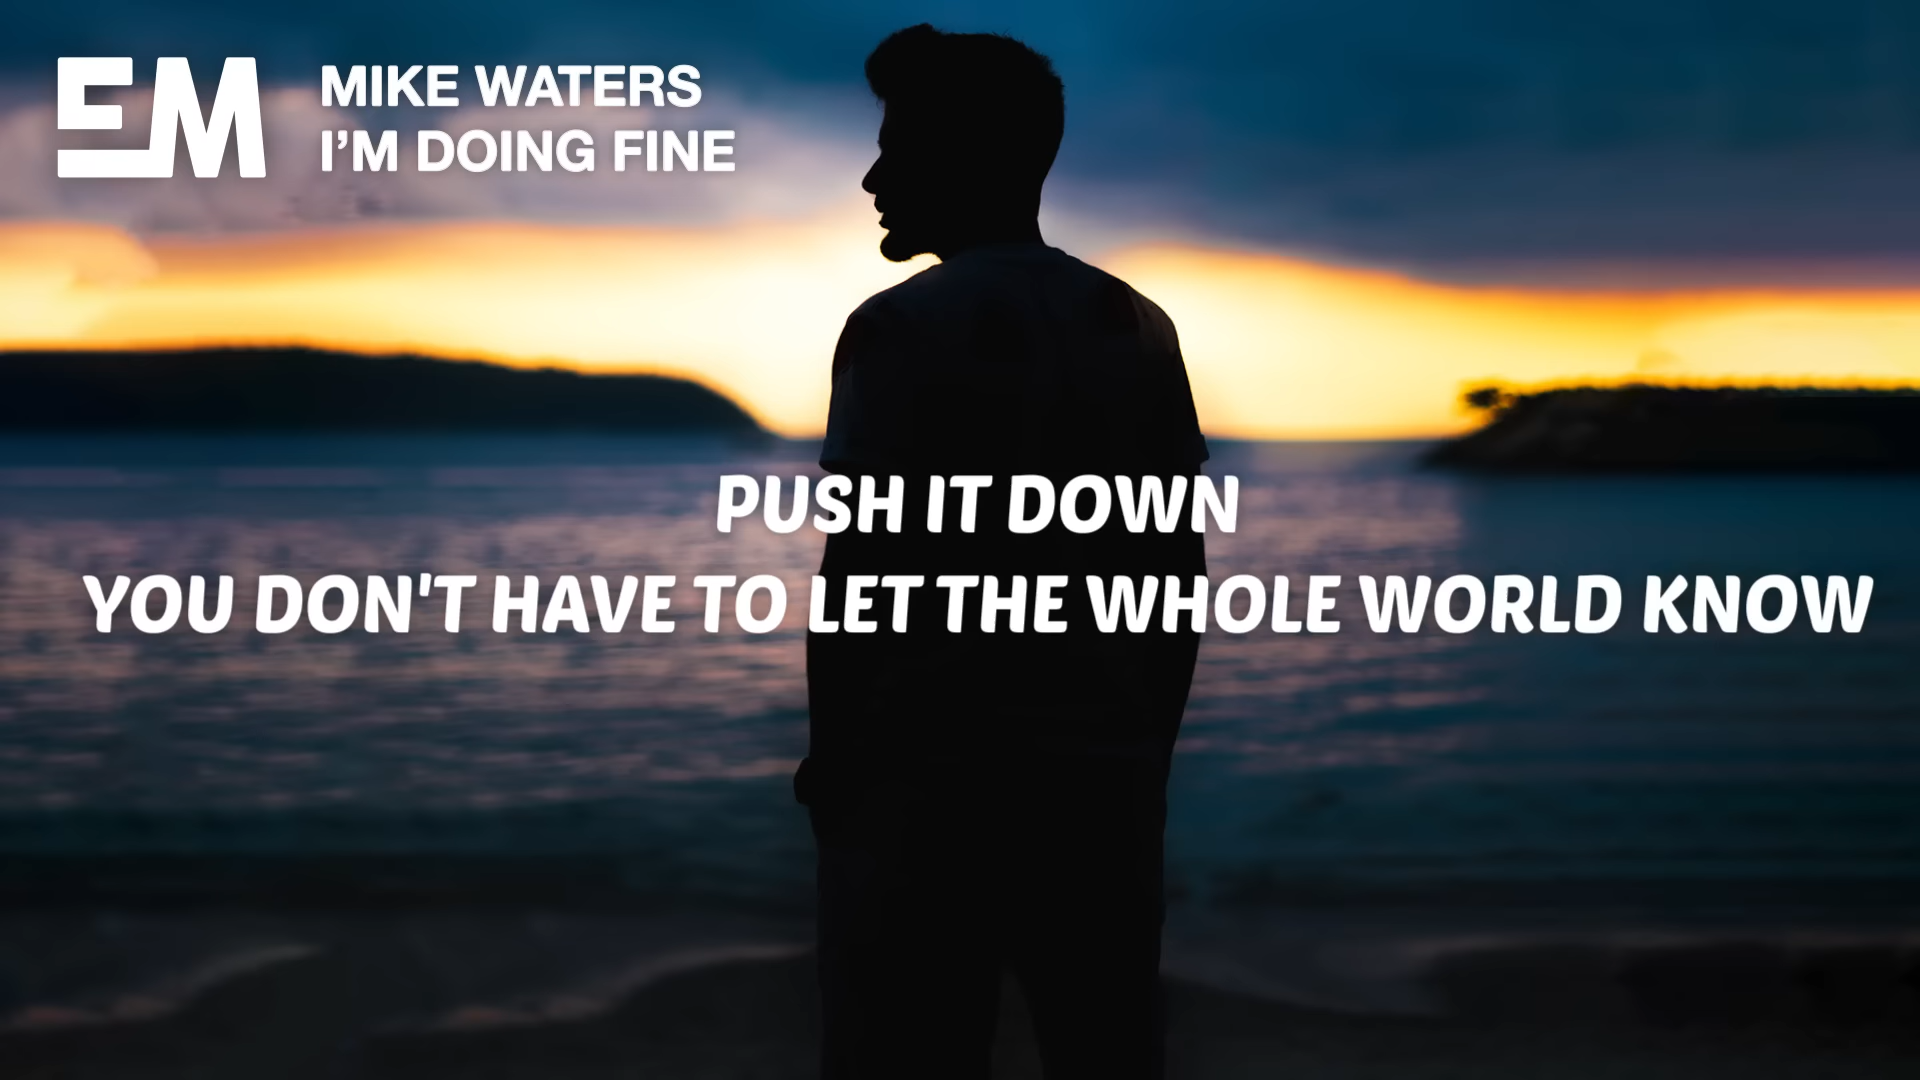 EM
MIKE WATERS
I’M DOING FINE
PUSH IT DOWN
YOU DON'T HAVE TO LET THE WHOLE WORLD KNOW